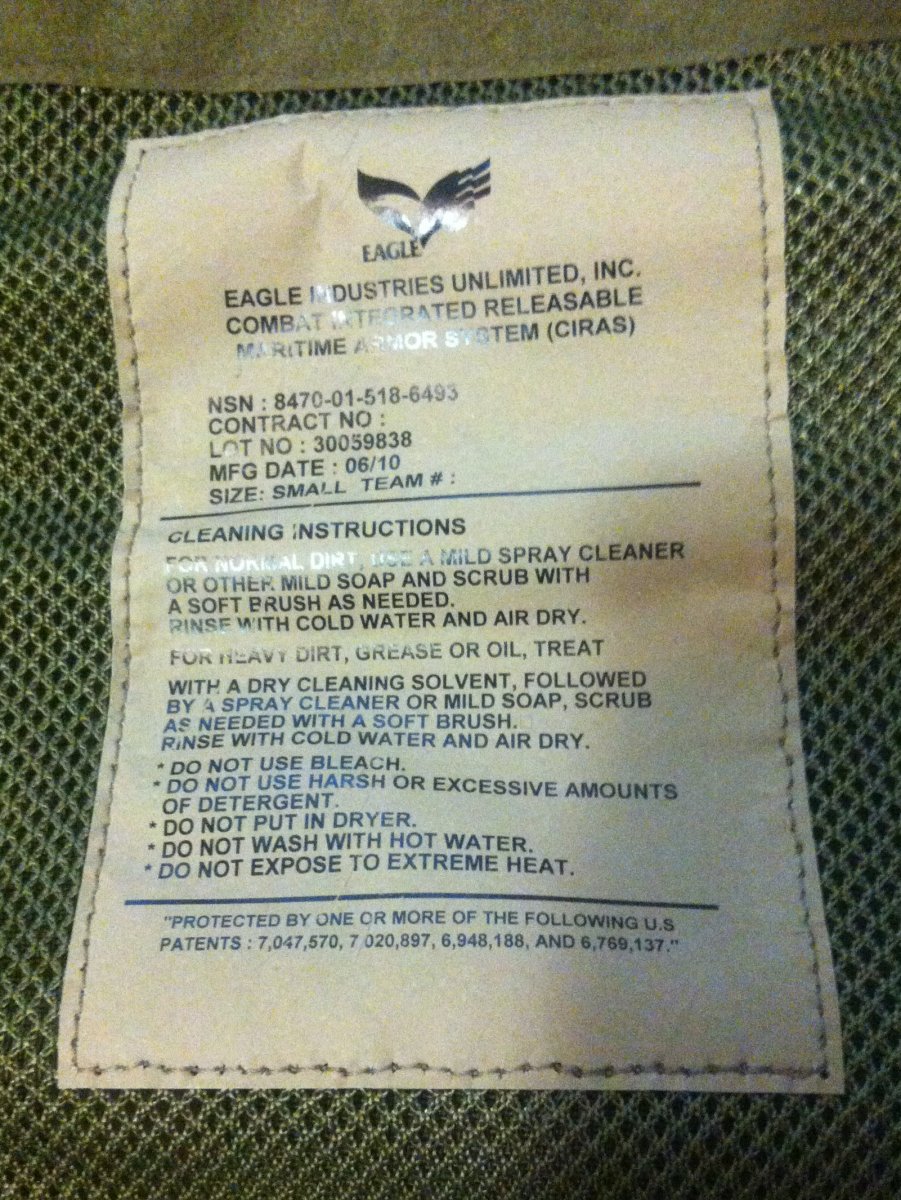 EAGLE
EAGLE INDUSTRIES UNLIMITED, INC.
COMBAT INTEGRATED RELEASABLE
MARITIME ARMOR SYSTEM (CIRAS)
NSN : 8470-01-518-6493
CONTRACT NO :
LOT NO : 30059838
MFG DATE : 06/10
SIZE: SMALL TEAM # :
CLEANING INSTRUCTIONS
FOR NORMAL DIRT, USE A MILD SPRAY CLEANER
OR OTHER MILD SOAP AND SCRUB WITH
A SOFT BRUSH AS NEEDED.
RINSE WITH COLD WATER AND AIR DRY.
FOR HEAVY DIRT, GREASE OR OIL, TREAT
WITH A DRY CLEANING SOLVENT, FOLLOWED
BY A SPRAY CLEANER OR MILD SOAP, SCRUB
AS NEEDED WITH A SOFT BRUSH.
RINSE WITH COLD WATER AND AIR DRY.
* DO NOT USE BLEACH.
* DO NOT USE HARSH OR EXCESSIVE AMOUNTS
OF DETERGENT.
* DO NOT PUT IN DRYER.
* DO NOT WASH WITH HOT WATER.
* DO NOT EXPOSE TO EXTREME HEAT.
"PROTECTED BY ONE OR MORE OF THE FOLLOWING U.S
PATENTS : 7,047,570, 7,020,897, 6,948,188, AND 6,769,137."